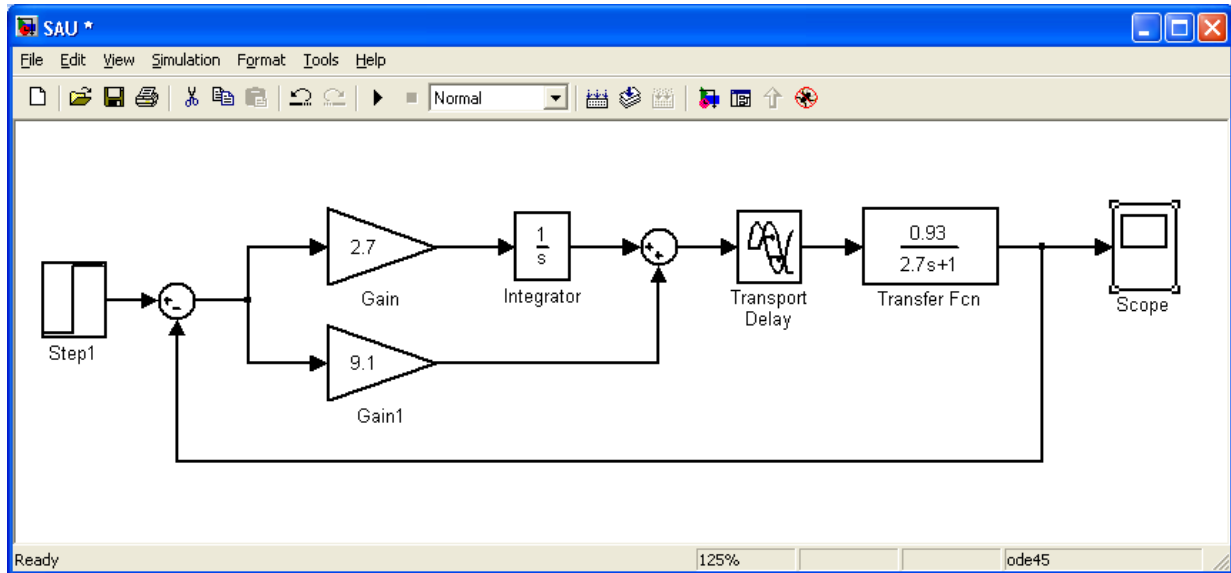 SAU *
File Edit View Simulation Format Tools Help
Normal
2.7
Gain
1
s
Integrator
Transport
Delay
0.93
2.7s+1
Transfer Fcn
Scope
Step1
9.1
Gain1
Ready
125%
ode45